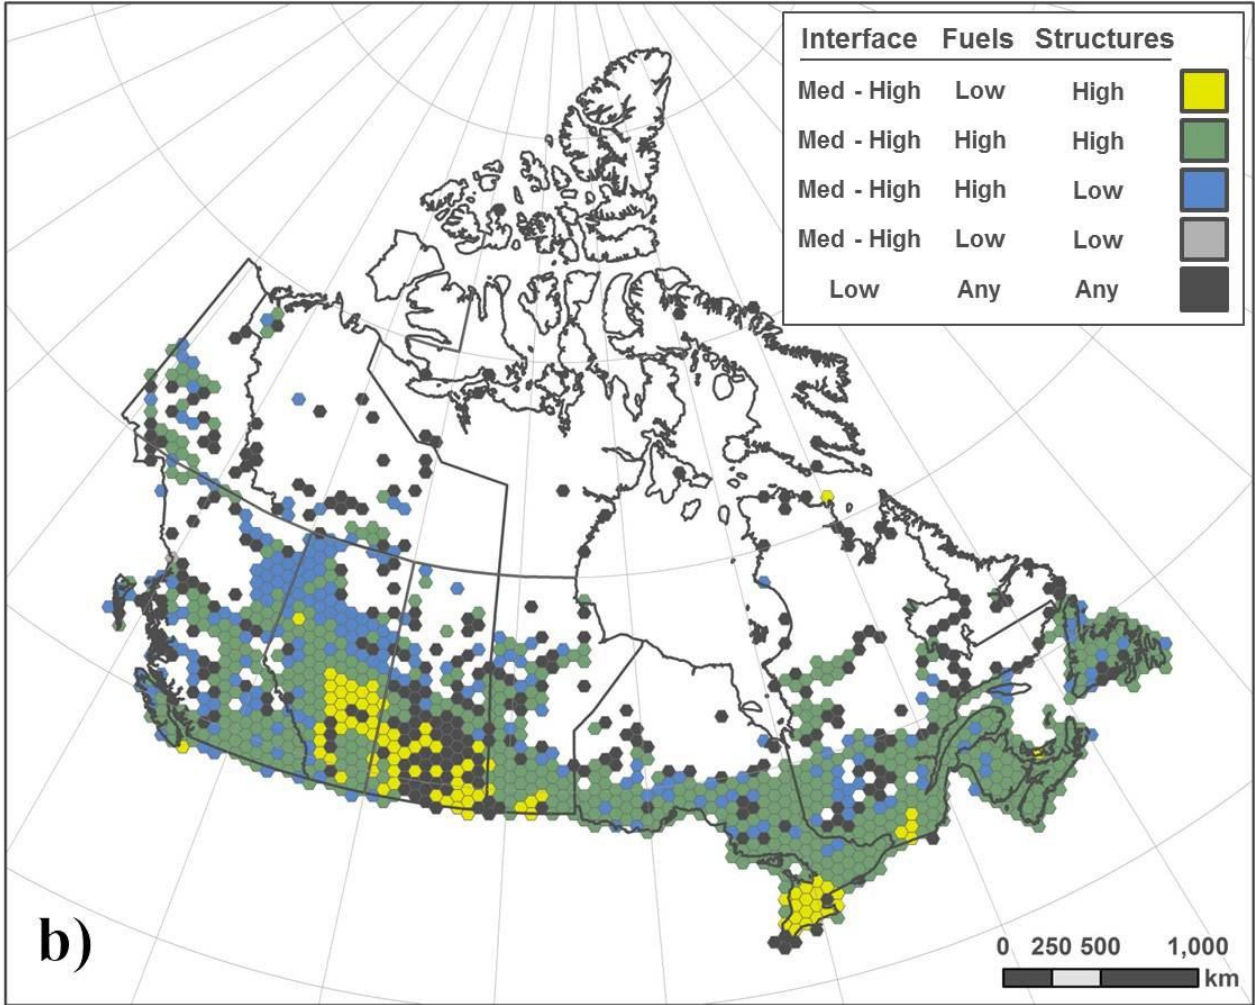 Interface Fuels Structures
Med - High Low High
Med - High High High
Med - High High Low
Med - High Low Low
Low Any Any
b)
0 250 500 1,000
km